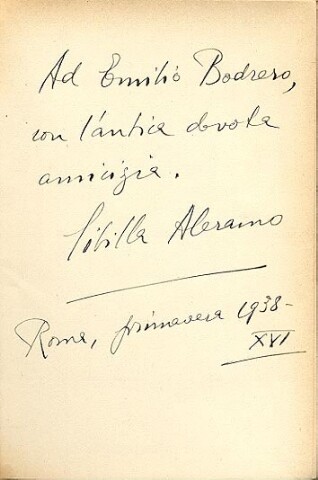 Ad Emilio Bodrero,
con l'antica devota
amicizia.
Sibilla Aleramo
Roma, primavera 1938-
XVI